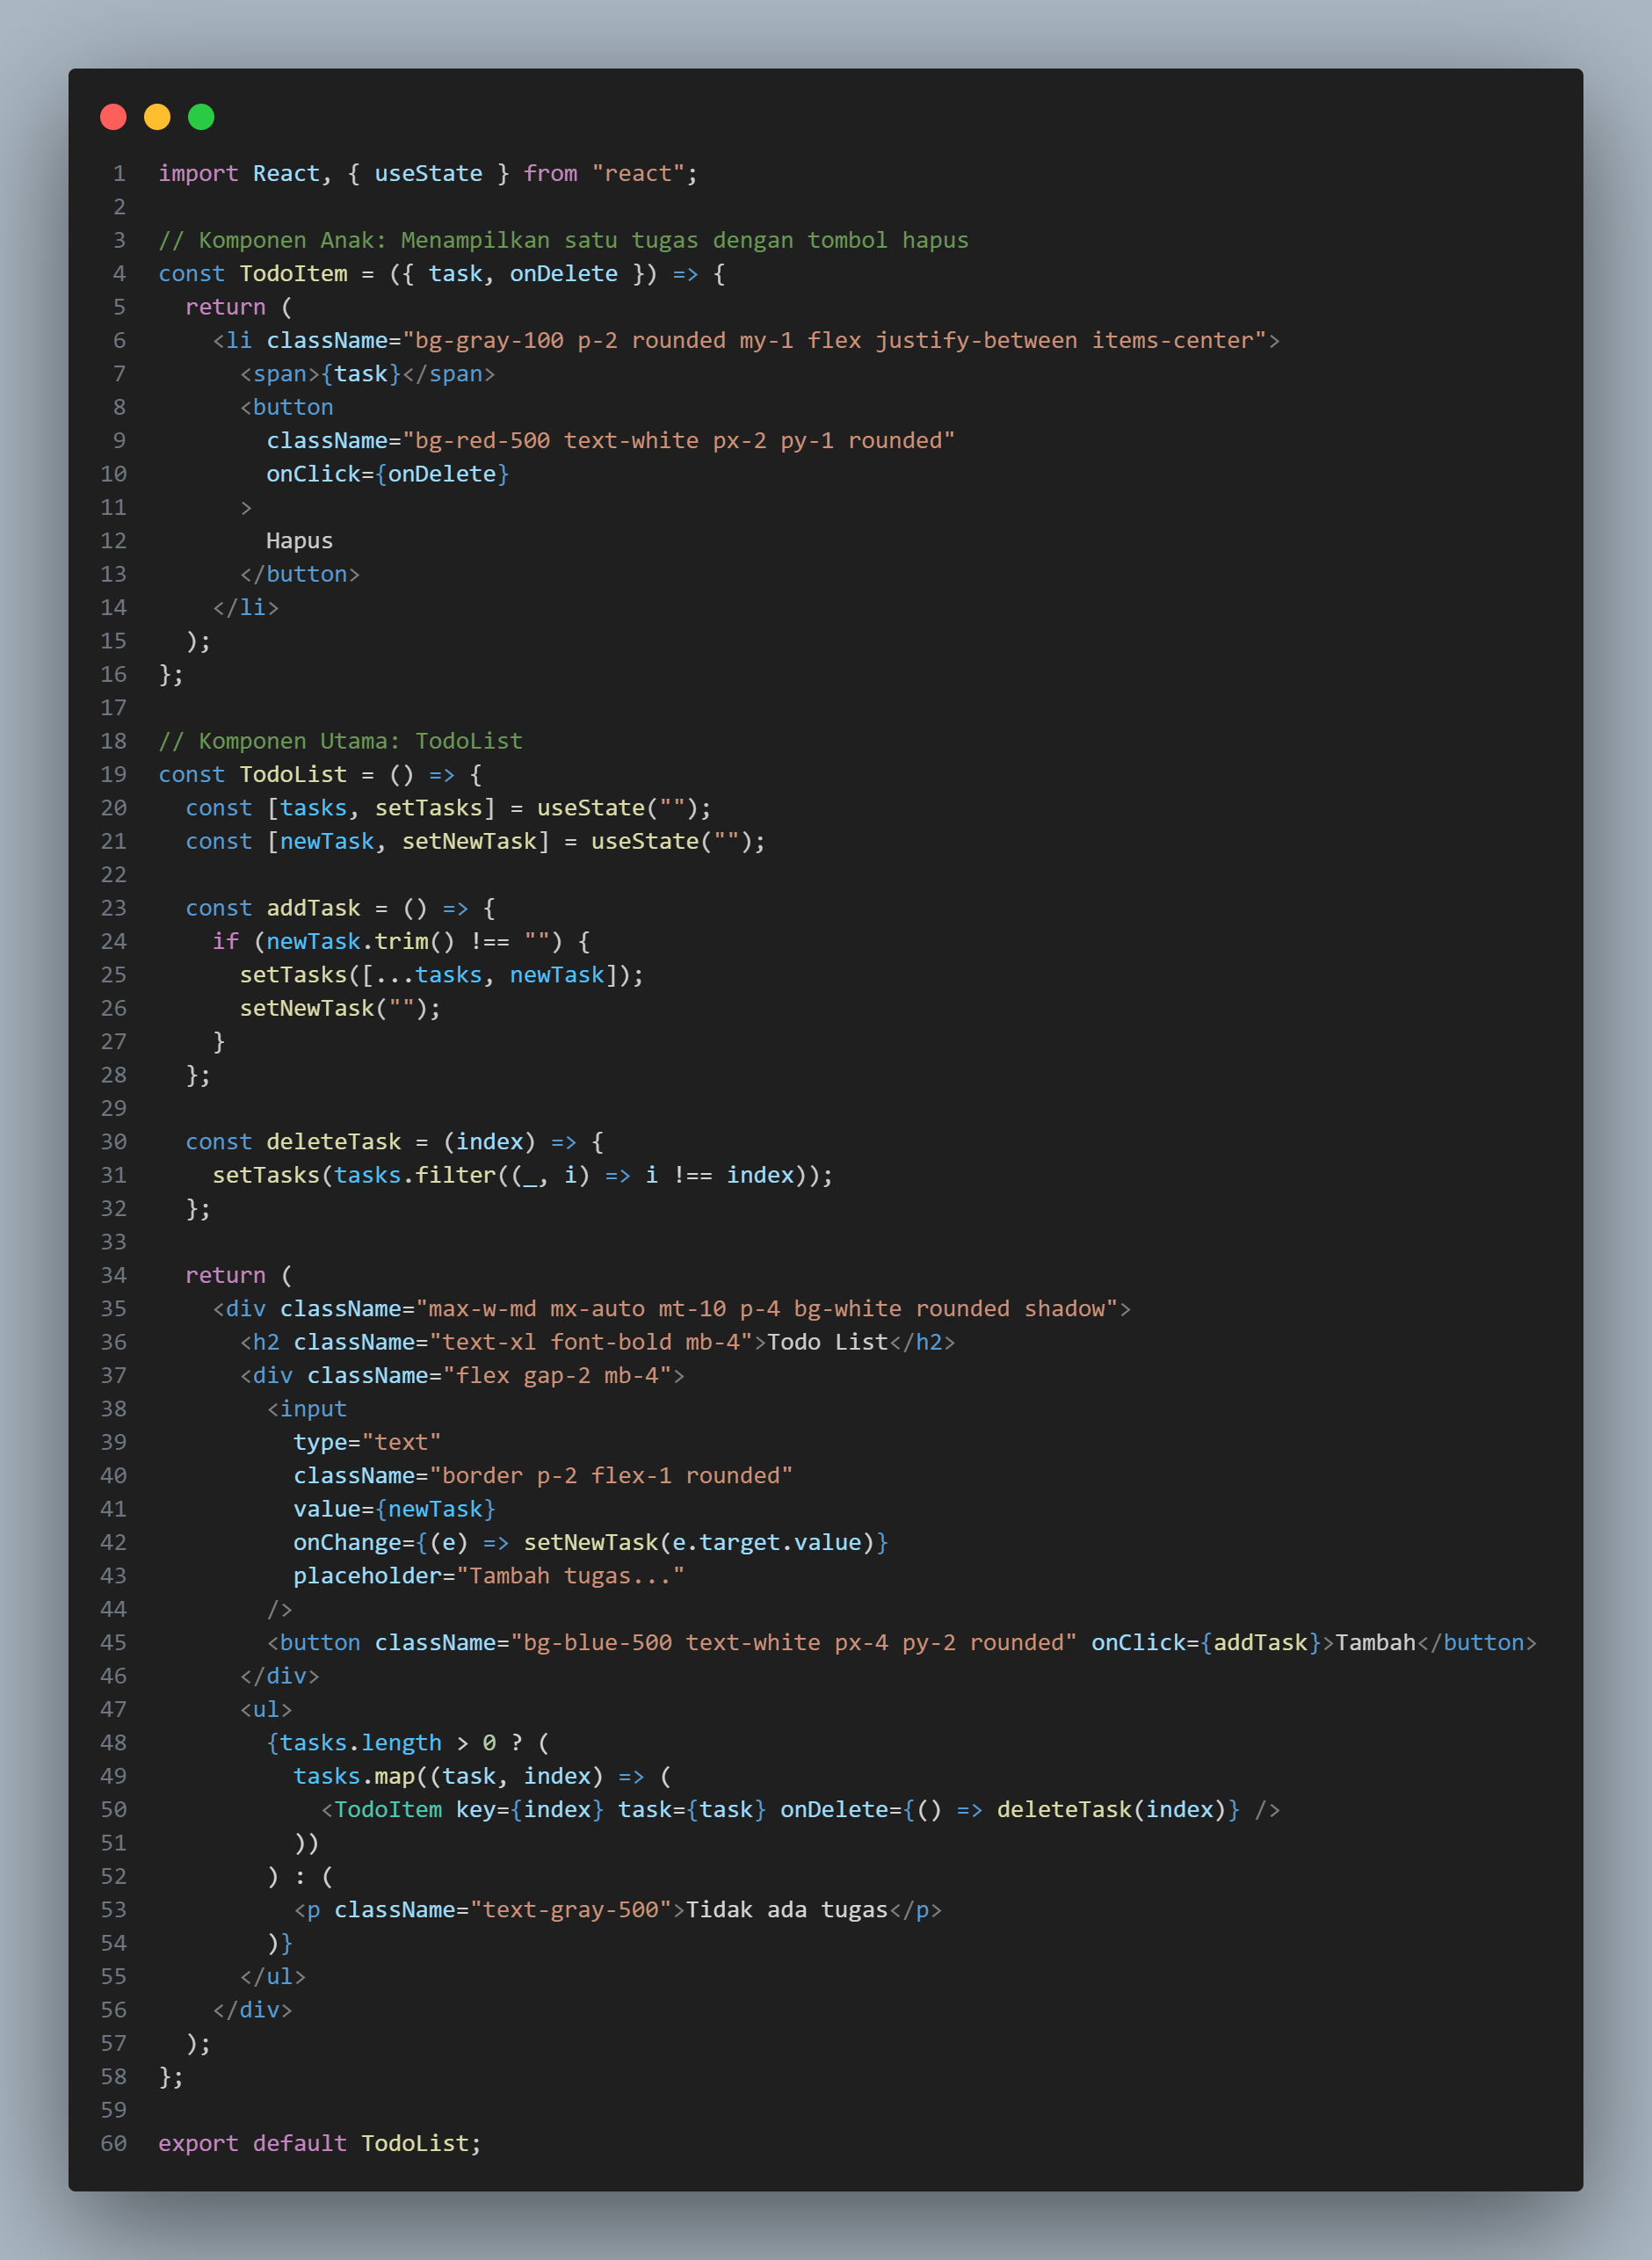 1 import React, { useState } from "react";
2
3 // Komponen Anak: Menampilkan satu tugas dengan tombol hapus
4 const TodoItem = ({ task, onDelete }) => {
5   return (
6     <li className="bg-gray-100 p-2 rounded my-1 flex justify-between items-center">
7       <span>{task}</span>
8       <button
9         className="bg-red-500 text-white px-2 py-1 rounded"
10         onClick={onDelete}
11       >
12         Hapus
13       </button>
14     </li>
15   );
16 };
17
18 // Komponen Utama: TodoList
19 const TodoList = () => {
20   const [tasks, setTasks] = useState("");
21   const [newTask, setNewTask] = useState("");
22
23   const addTask = () => {
24     if (newTask.trim() !== "") {
25       setTasks([...tasks, newTask]);
26       setNewTask("");
27     }
28   };
29
30   const deleteTask = (index) => {
31     setTasks(tasks.filter((_, i) => i !== index));
32   };
33
34   return (
35     <div className="max-w-md mx-auto mt-10 p-4 bg-white rounded shadow">
36       <h2 className="text-xl font-bold mb-4">Todo List</h2>
37       <div className="flex gap-2 mb-4">
38         <input
39           type="text"
40           className="border p-2 flex-1 rounded"
41           value={newTask}
42           onChange={(e) => setNewTask(e.target.value)}
43           placeholder="Tambah tugas..."
44         />
45         <button className="bg-blue-500 text-white px-4 py-2 rounded" onClick={addTask}>Tambah</button>
46       </div>
47       <ul>
48         {tasks.length > 0 ? (
49           tasks.map((task, index) => (
50             <TodoItem key={index} task={task} onDelete={() => deleteTask(index)} />
51           ))
52         ) : (
53           <p className="text-gray-500">Tidak ada tugas</p>
54         )}
55       </ul>
56     </div>
57   );
58 };
59
60 export default TodoList;